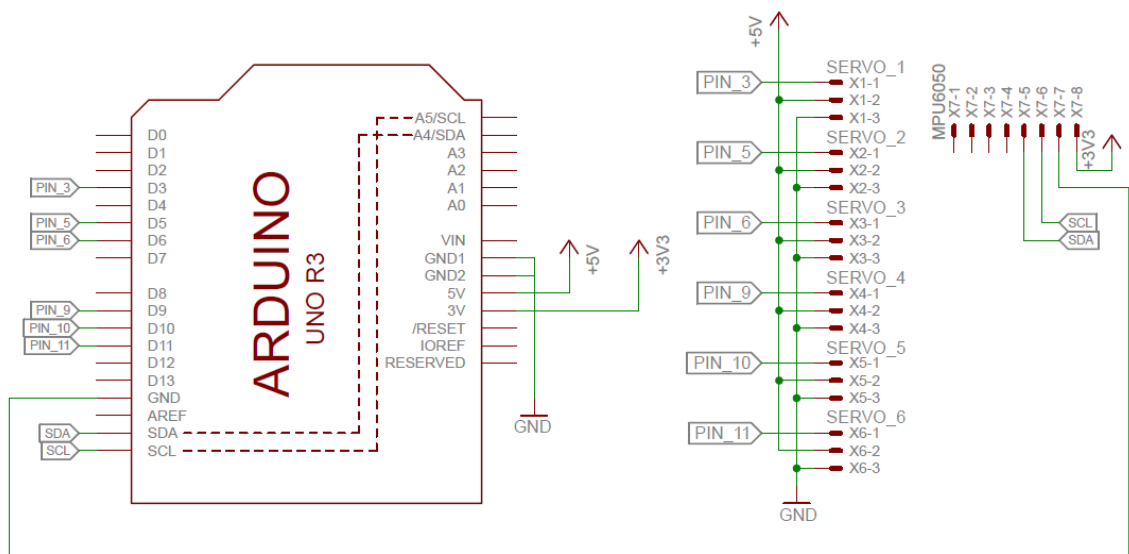 ARDUINO
UNO R3
D0
D1
D2
D3
D4
D5
D6
D7
D8
D9
D10
D11
D12
D13
GND
AREF
SDA
SCL
PIN_3
PIN_5
PIN_6
PIN_9
PIN_10
PIN_11
SDA
SCL
A5/SCL
A4/SDA
A3
A2
A1
A0
VIN
GND1
GND2
5V
3V
/RESET
IOREF
RESERVED
+5V
+3V3
GND
+5V
PIN_3
SERVO_1
X1-1
X1-2
X1-3
PIN_5
SERVO_2
X2-1
X2-2
X2-3
PIN_6
SERVO_3
X3-1
X3-2
X3-3
PIN_9
SERVO_4
X4-1
X4-2
X4-3
PIN_10
SERVO_5
X5-1
X5-2
X5-3
PIN_11
SERVO_6
X6-1
X6-2
X6-3
GND
MPU6050
X7-1
X7-2
X7-3
X7-4
X7-5
X7-6
X7-7
X7-8
+3V3
SCL
SDA